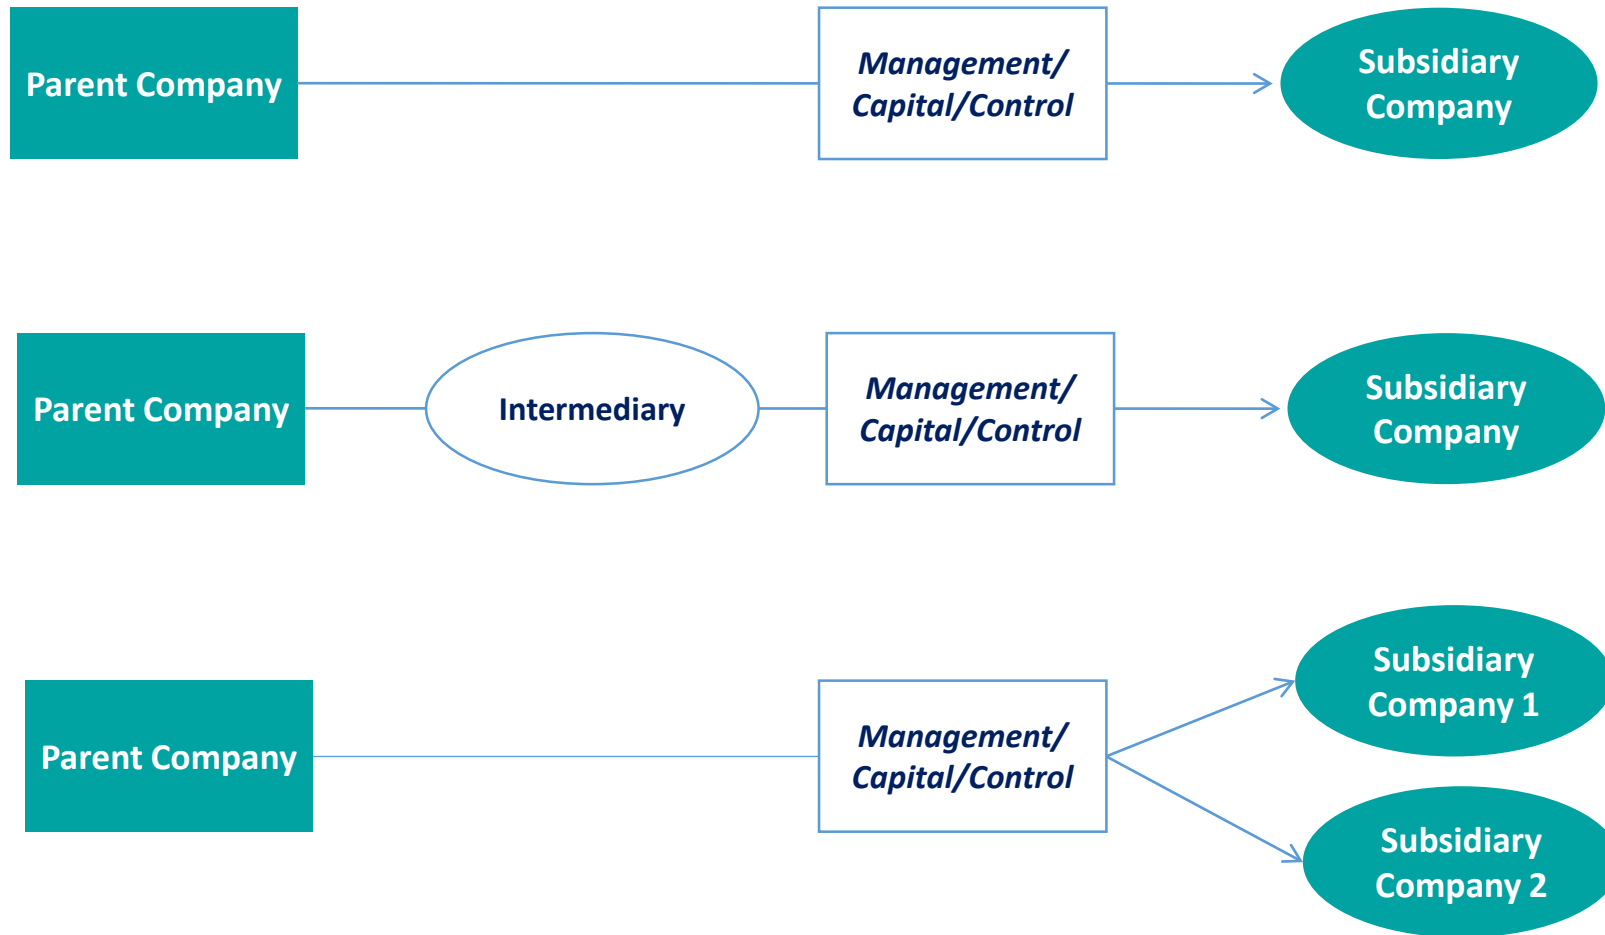 Parent Company
Management/
Capital/Control
Subsidiary
Company
Parent Company
Intermediary
Management/
Capital/Control
Subsidiary
Company
Parent Company
Management/
Capital/Control
Subsidiary
Company 1
Subsidiary
Company 2